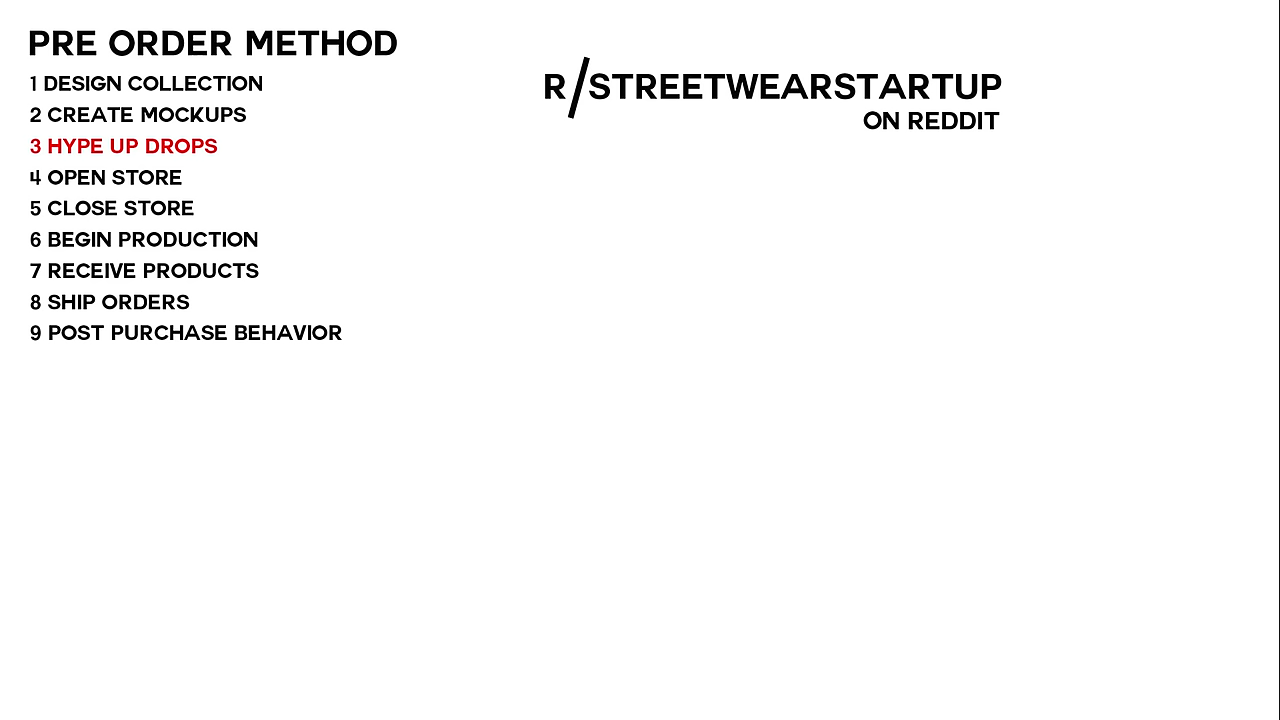 PRE ORDER METHOD
1 DESIGN COLLECTION
2 CREATE MOCKUPS
3 HYPE UP DROPS
4 OPEN STORE
5 CLOSE STORE
6 BEGIN PRODUCTION
7 RECEIVE PRODUCTS
8 SHIP ORDERS
9 POST PURCHASE BEHAVIOR
R/STREETWEARSTARTUP
ON REDDIT